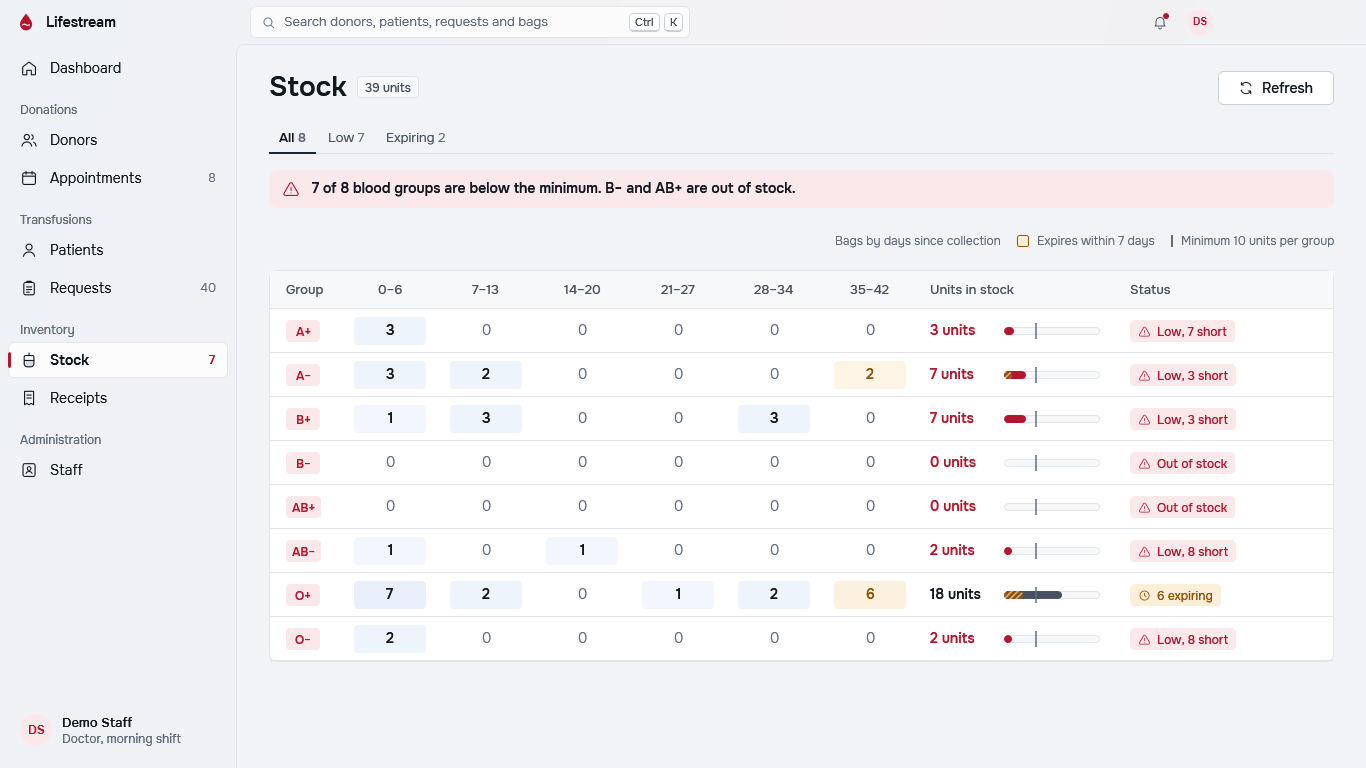 Lifestream
Search donors, patients, requests and bags
Ctrl K
DS
Dashboard
Donations
Donors
Appointments 8
Transfusions
Patients
Requests 40
Inventory
Stock 7
Receipts
Administration
Staff
DS
Demo Staff
Doctor, morning shift
Stock 39 units
Refresh
All 8 Low 7 Expiring 2
7 of 8 blood groups are below the minimum. B− and AB+ are out of stock.
Bags by days since collection Expires within 7 days Minimum 10 units per group
Group 0–6 7–13 14–20 21–27 28–34 35–42 Units in stock Status
A+ 3 0 0 0 0 0 3 units Low, 7 short
A− 3 2 0 0 0 2 7 units Low, 3 short
B+ 1 3 0 0 3 0 7 units Low, 3 short
B− 0 0 0 0 0 0 0 units Out of stock
AB+ 0 0 0 0 0 0 0 units Out of stock
AB− 1 0 1 0 0 0 2 units Low, 8 short
O+ 7 2 0 1 2 6 18 units 6 expiring
O− 2 0 0 0 0 0 2 units Low, 8 short